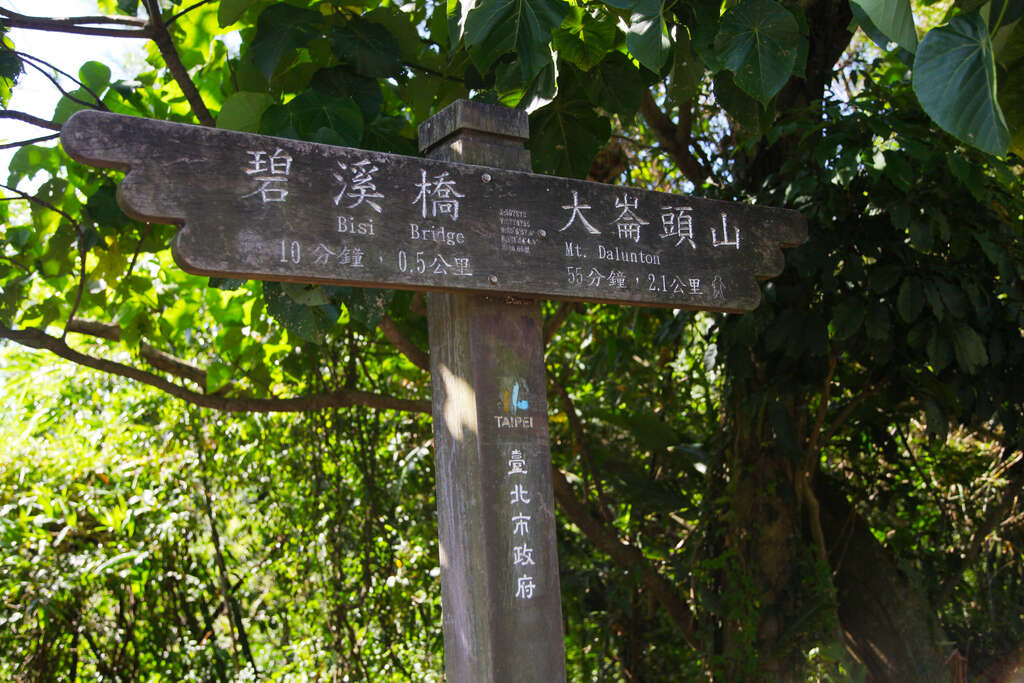 碧溪橋
Bisi Bridge
10分鐘，0.5公里
大崙頭山
Mt. Dalunton
55分鐘，2.1公里
TAIPEI
臺北市政府